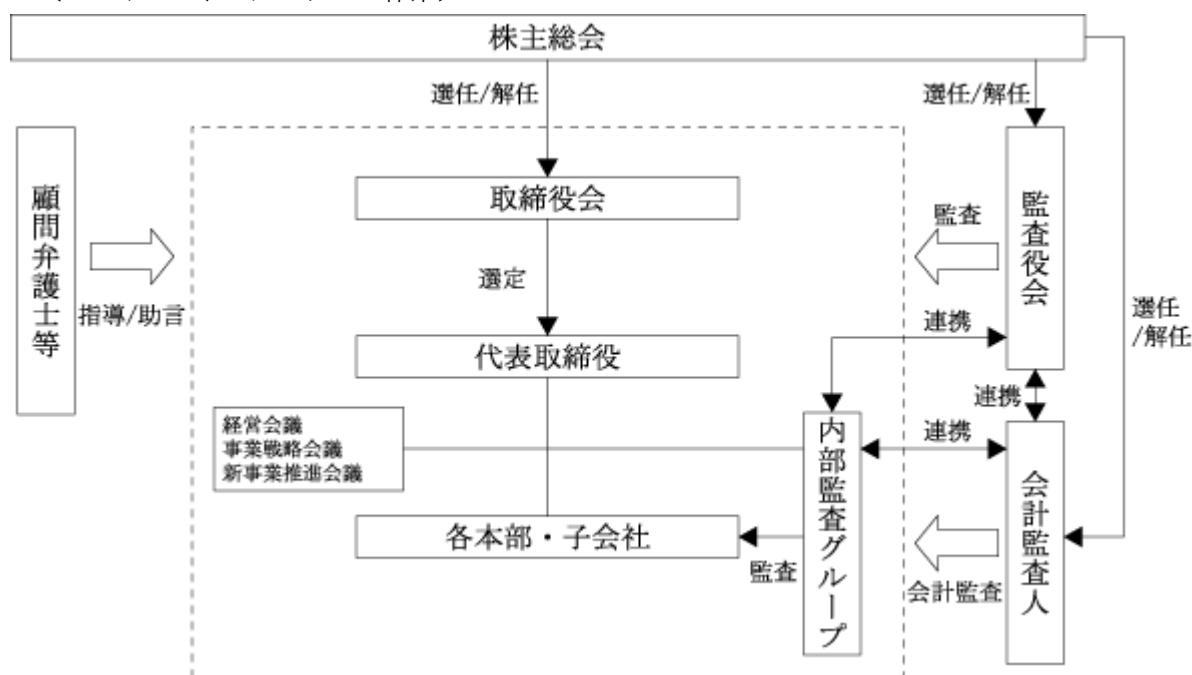 株主総会
選任/解任
選任/解任
顧問弁護士等
取締役会
監査
監査役会
指導/助言
選定
連携
選任
/解任
代表取締役
連携
経営会議
事業戦略会議
新事業推進会議
内部監査グループ
連携
会計監査人
各本部・子会社
監査
会計監査